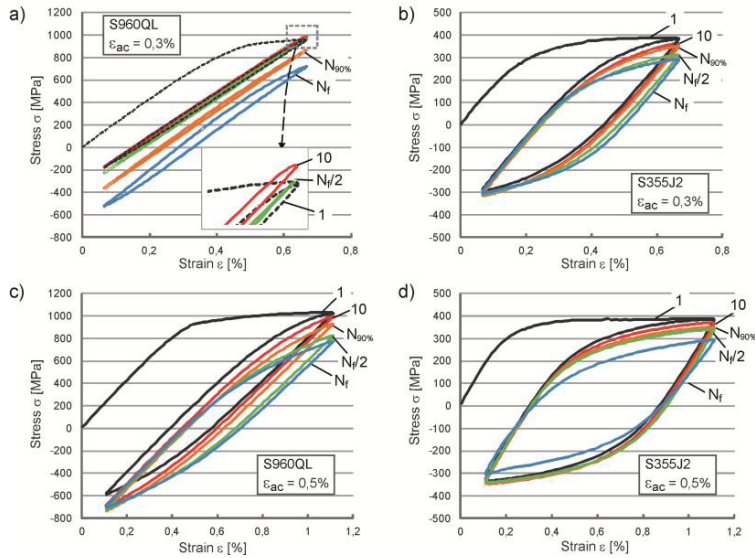 a)
S960QL
εac = 0,3%
1200
1000
800
600
400
200
0
-200
-400
-600
-800
Stress σ [MPa]
0
0,2
0,4
0,6
0,8
Strain ε [%]
N90%
Nf
10
Nf/2
1
b)
500
400
300
200
100
0
-100
-200
-300
-400
-500
Stress σ [MPa]
0
0,2
0,4
0,6
0,8
Strain ε [%]
1
10
N90%
Nf/2
Nf
S355J2
εac = 0,3%
c)
1200
1000
800
600
400
200
0
-200
-400
-600
-800
Stress σ [MPa]
0
0,2
0,4
0,6
0,8
1
1,2
Strain ε [%]
1
10
N90%
Nf/2
Nf
S960QL
εac = 0,5%
d)
500
400
300
200
100
0
-100
-200
-300
-400
-500
Stress σ [MPa]
0
0,2
0,4
0,6
0,8
1
1,2
Strain ε [%]
1
10
N90%
Nf/2
Nf
S355J2
εac = 0,5%